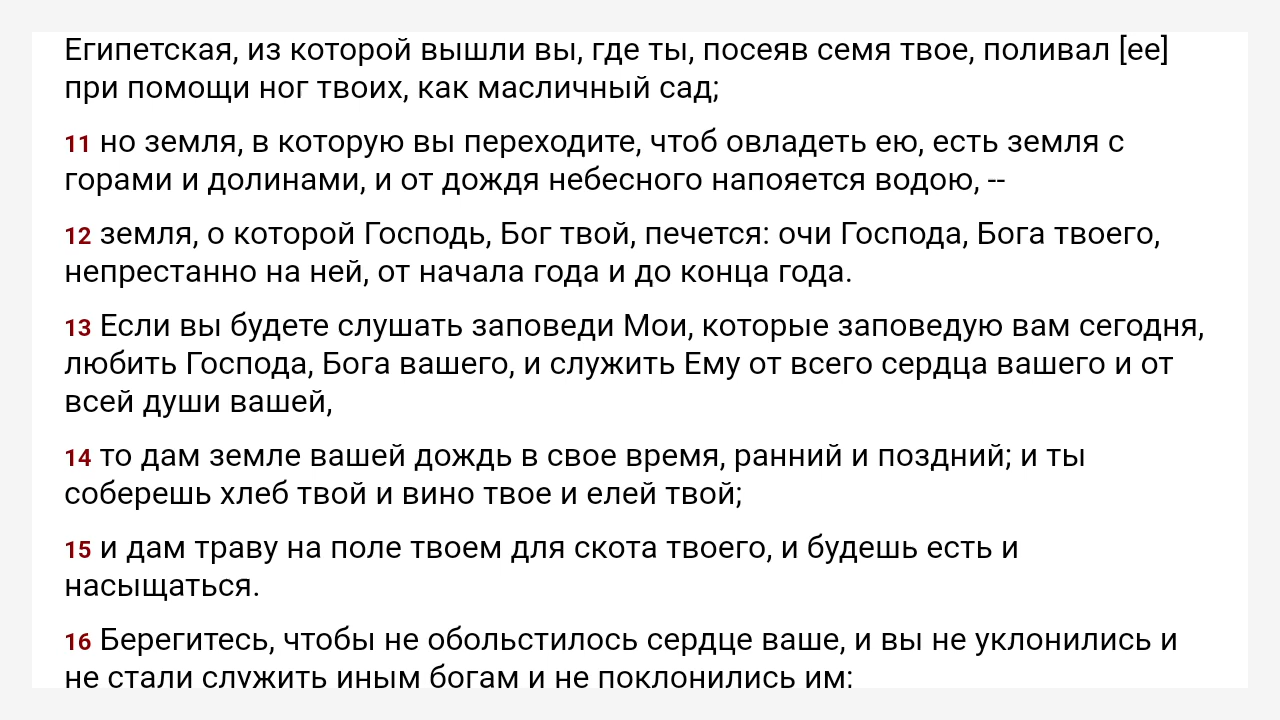 Египетская, из которой вышли вы, где ты, посеяв семя твое, поливал [ее]
при помощи ног твоих, как масличный сад;
11 но земля, в которую вы переходите, чтоб овладеть ею, есть земля с
горами и долинами, и от дождя небесного напояется водою, --
12 земля, о которой Господь, Бог твой, печется: очи Господа, Бога твоего,
непрестанно на ней, от начала года и до конца года.
13 Если вы будете слушать заповеди Мои, которые заповедую вам сегодня,
любить Господа, Бога вашего, и служить Ему от всего сердца вашего и от
всей души вашей,
14 то дам земле вашей дождь в свое время, ранний и поздний; и ты
соберешь хлеб твой и вино твое и елей твой;
15 и дам траву на поле твоем для скота твоего, и будешь есть и
насыщаться.
16 Берегитесь, чтобы не обольстилось сердце ваше, и вы не уклонились и
не стали служить иным богам и не поклонились им;